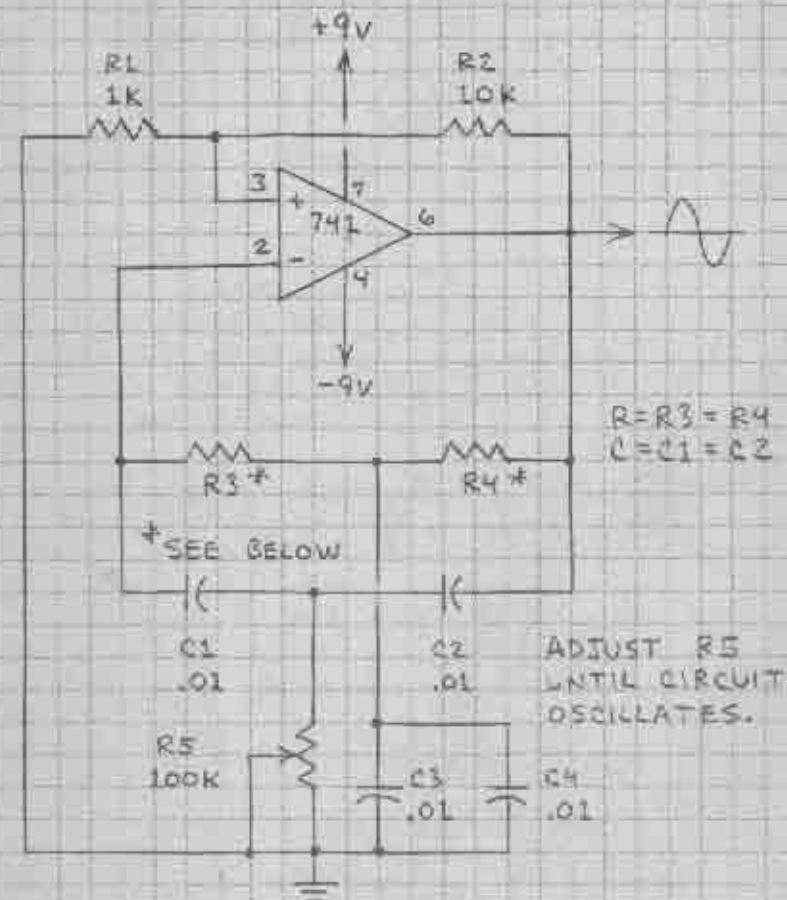 +9V
R1
1K
R2
10K
3
+
7
741
6
2
-
4
-9V
R=R3=R4
C=C1=C2
R3*
R4*
*SEE BELOW
C1
.01
C2
.01
ADJUST R5
UNTIL CIRCUIT
OSCILLATES.
R5
100K
C3
.01
C4
.01